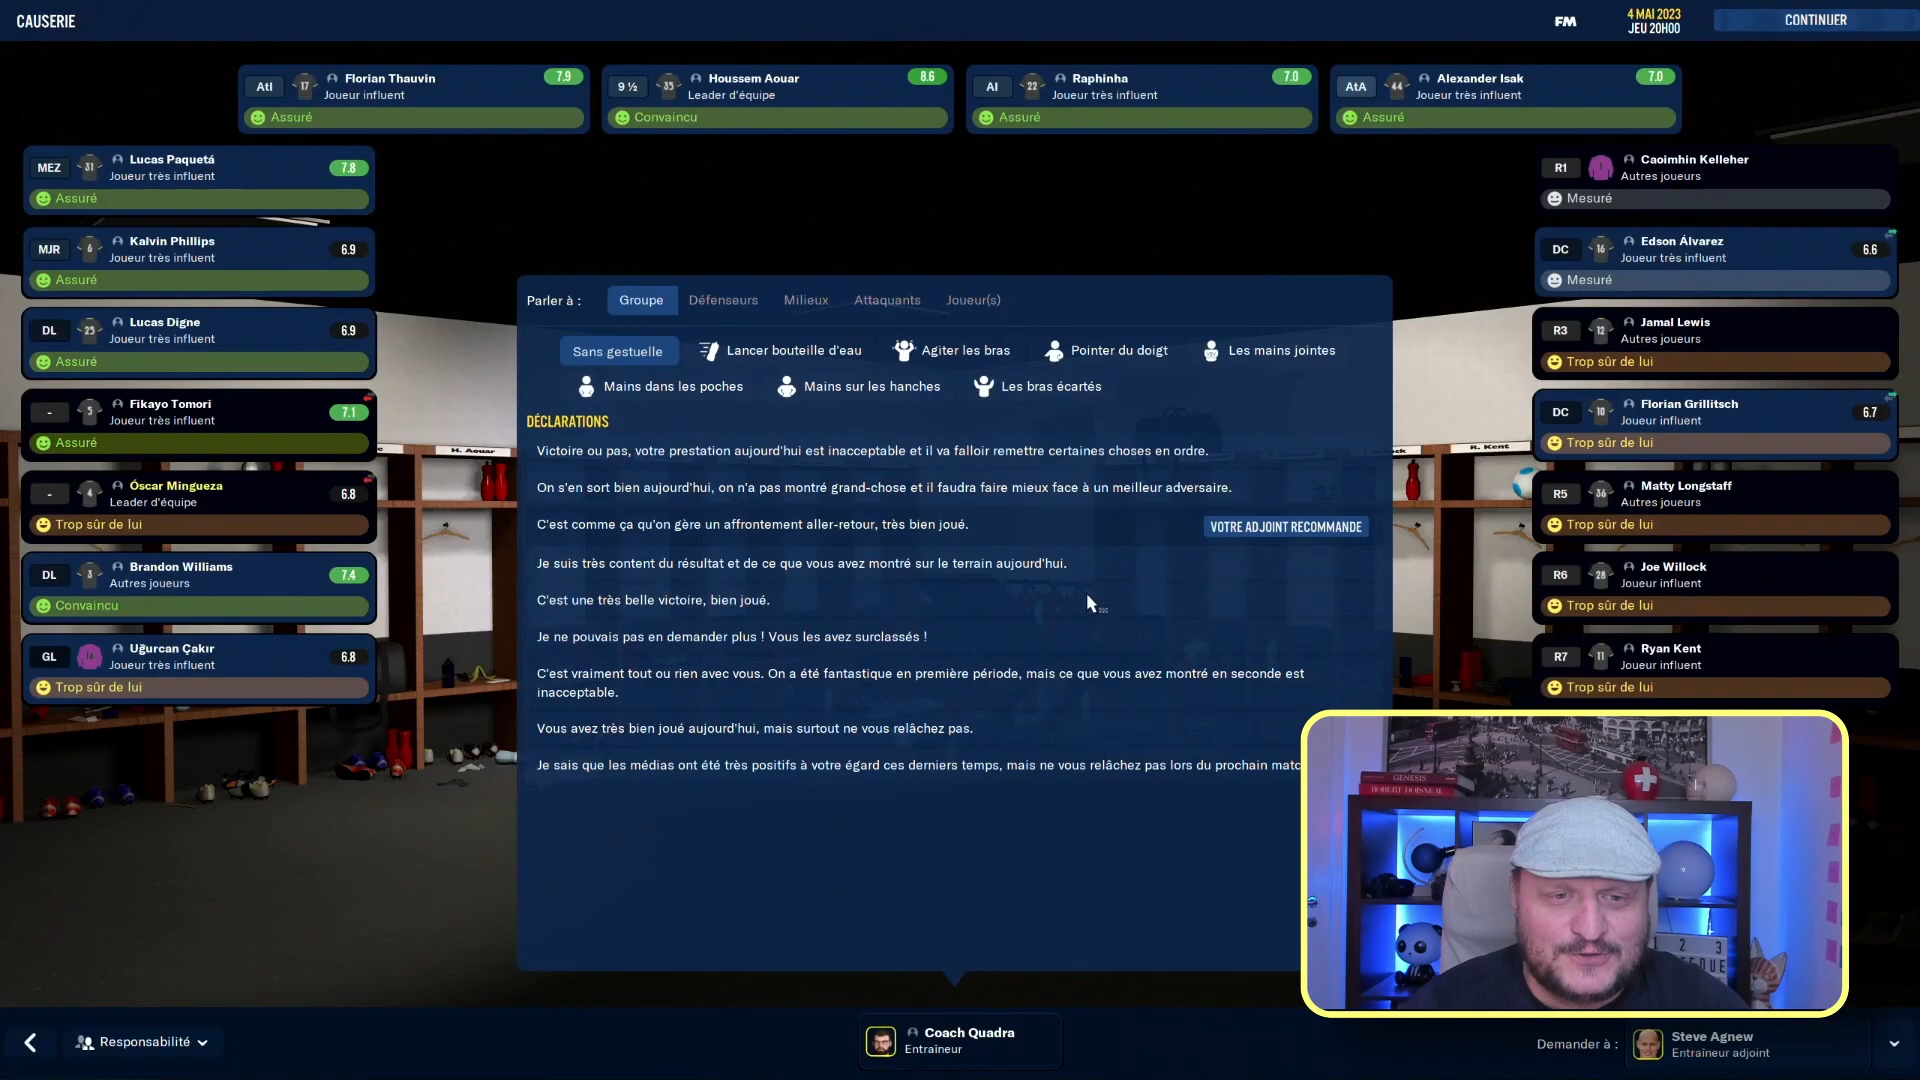 CAUSERIE
FM
4 MAI 2023
JEU 20H00
CONTINUER
AtI 17 Florian Thauvin 7.9
Joueur influent
Assuré
9 ½ 35 Houssem Aouar 8.6
Leader d'équipe
Convaincu
AI 22 Raphinha 7.0
Joueur très influent
Assuré
AtA 44 Alexander Isak 7.0
Joueur très influent
Assuré
MEZ 31 Lucas Paquetá 7.8
Joueur très influent
Assuré
MJR 6 Kalvin Phillips 6.9
Joueur très influent
Assuré
DL 25 Lucas Digne 6.9
Joueur très influent
Assuré
- 5 Fikayo Tomori 7.1
Joueur très influent
Assuré
- 4 Óscar Mingueza 6.8
Leader d'équipe
Trop sûr de lui
DL 3 Brandon Williams 7.4
Autres joueurs
Convaincu
GL Uğurcan Çakır 6.8
Joueur très influent
Trop sûr de lui
R1 Caoimhin Kelleher
Autres joueurs
Mesuré
DC 16 Edson Álvarez 6.6
Joueur très influent
Mesuré
R3 12 Jamal Lewis
Autres joueurs
Trop sûr de lui
DC 10 Florian Grillitsch 6.7
Joueur influent
Trop sûr de lui
R5 36 Matty Longstaff
Autres joueurs
Trop sûr de lui
R6 28 Joe Willock
Joueur influent
Trop sûr de lui
R7 11 Ryan Kent
Joueur influent
Trop sûr de lui
H. Aouar
R. Kent
Parler à : Groupe Défenseurs Milieux Attaquants Joueur(s)
Sans gestuelle Lancer bouteille d'eau Agiter les bras Pointer du doigt Les mains jointes
Mains dans les poches Mains sur les hanches Les bras écartés
DÉCLARATIONS
Victoire ou pas, votre prestation aujourd'hui est inacceptable et il va falloir remettre certaines choses en ordre.
On s'en sort bien aujourd'hui, on n'a pas montré grand-chose et il faudra faire mieux face à un meilleur adversaire.
C'est comme ça qu'on gère un affrontement aller-retour, très bien joué. VOTRE ADJOINT RECOMMANDE
Je suis très content du résultat et de ce que vous avez montré sur le terrain aujourd'hui.
C'est une très belle victoire, bien joué.
Je ne pouvais pas en demander plus ! Vous les avez surclassés !
C'est vraiment tout ou rien avec vous. On a été fantastique en première période, mais ce que vous avez montré en seconde est
inacceptable.
Vous avez très bien joué aujourd'hui, mais surtout ne vous relâchez pas.
Je sais que les médias ont été très positifs à votre égard ces derniers temps, mais ne vous relâchez pas lors du prochain matc
GENESIS
ROBERT DOISNEAU
1 2 3
Responsabilité
Coach Quadra
Entraîneur
Demander à : Steve Agnew
Entraîneur adjoint